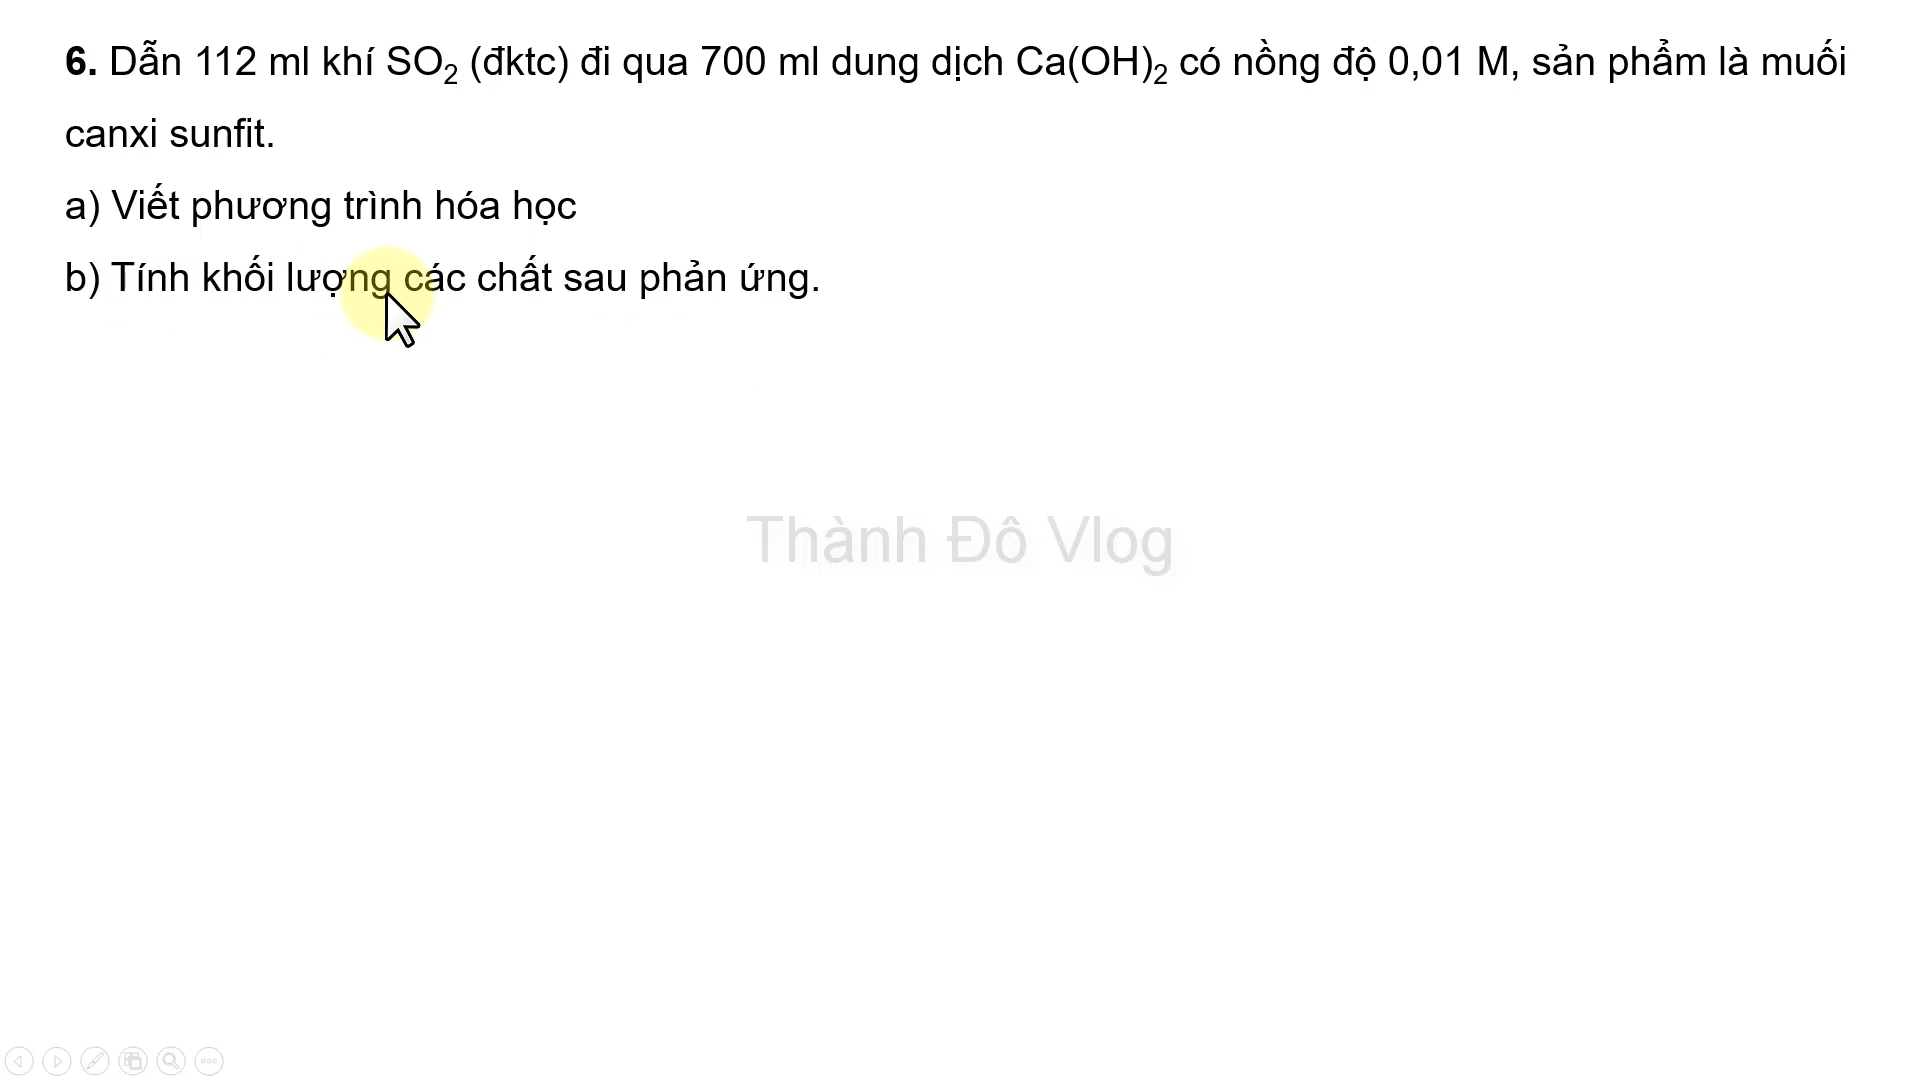 6. Dẫn 112 ml khí SO₂ (đktc) đi qua 700 ml dung dịch Ca(OH)₂ có nồng độ 0,01 M, sản phẩm là muối
canxi sunfit.
a) Viết phương trình hóa học
b) Tính khối lượng các chất sau phản ứng.
Thành Đô Vlog